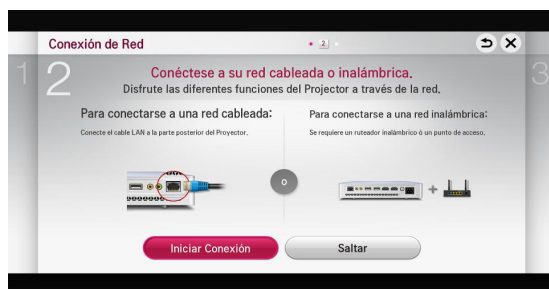 Conexión de Red
2
1
2
3
Conéctese a su red cableada o inalámbrica.
Disfrute las diferentes funciones del Projector a través de la red.
Para conectarse a una red cableada:
Conecte el cable LAN a la parte posterior del Proyector.
o
Para conectarse a una red inalámbrica:
Se requiere un ruteador inalámbrico ó un punto de acceso.
+
Iniciar Conexión
Saltar